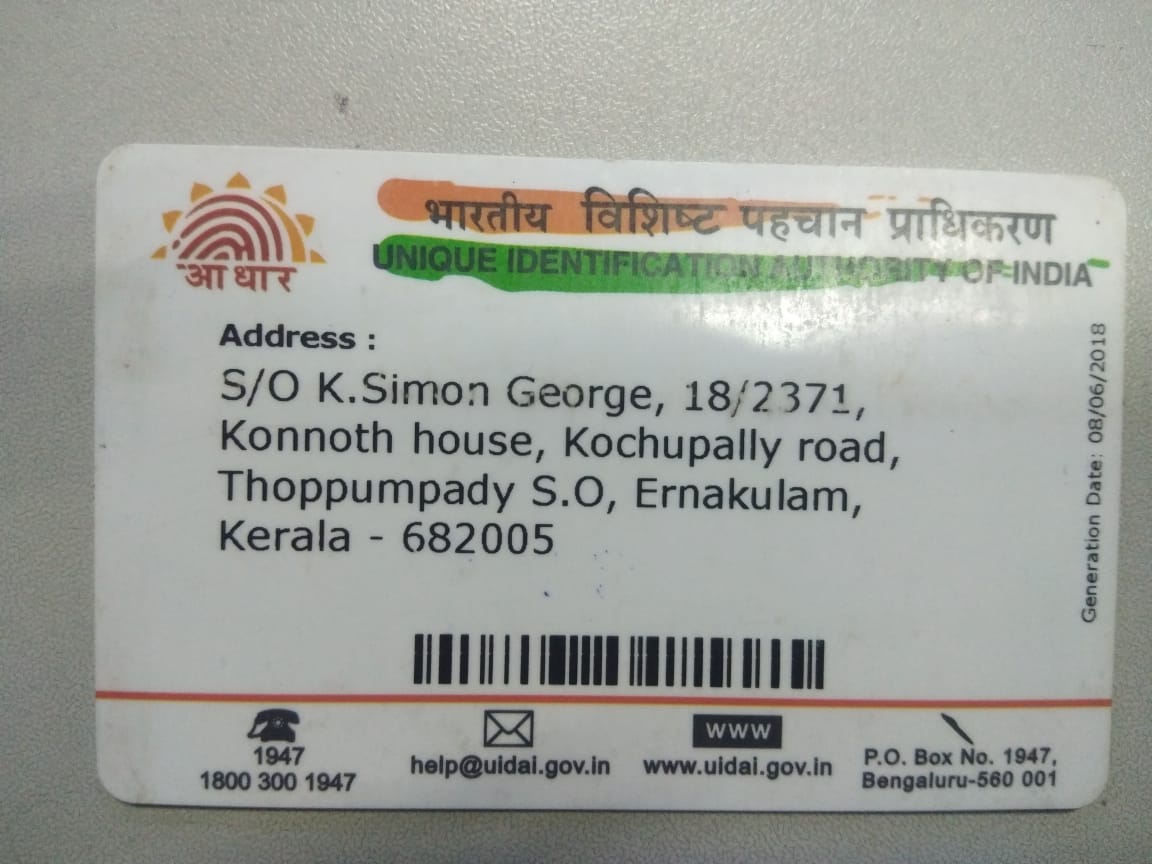 आधार
भारतीय विशिष्ट पहचान प्राधिकरण
UNIQUE IDENTIFICATION AUTHORITY OF INDIA
Address :
S/O K.Simon George, 18/2371,
Konnoth house, Kochupally road,
Thoppumpady S.O, Ernakulam,
Kerala - 682005
Generation Date: 08/06/2018
1947
1800 300 1947
help@uidai.gov.in
WWW
www.uidai.gov.in
P.O. Box No. 1947,
Bengaluru-560 001